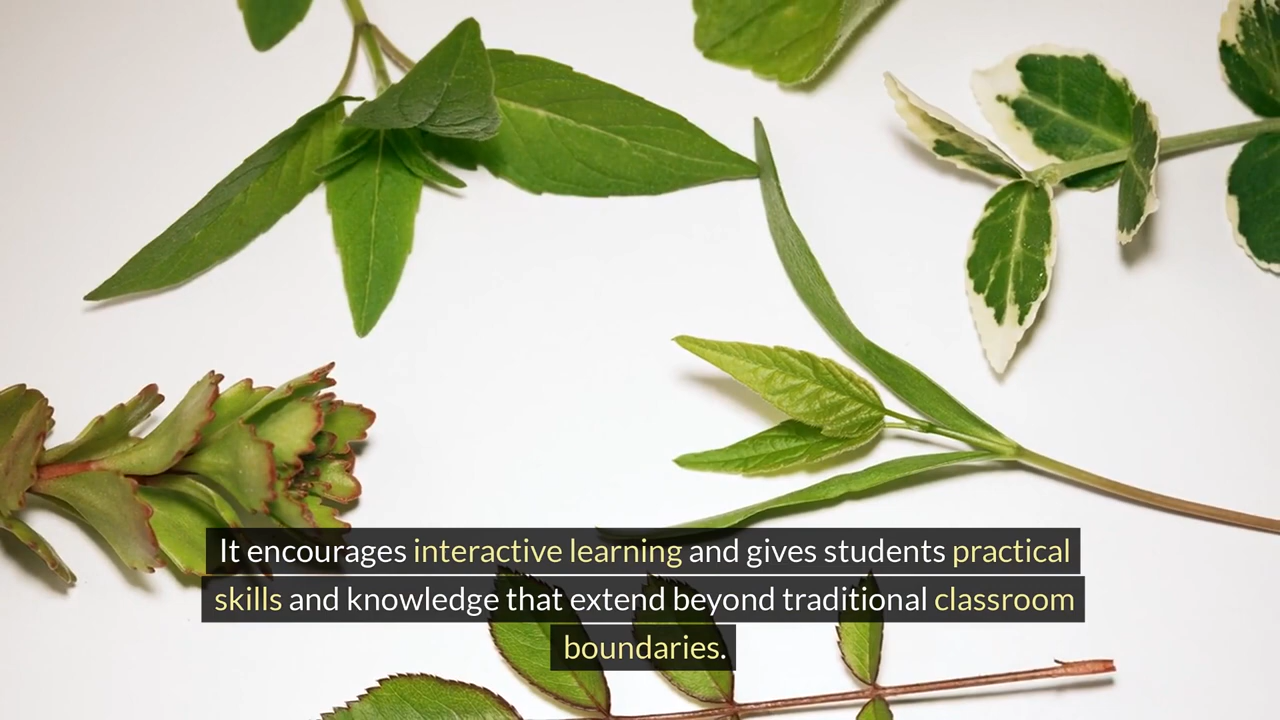 It encourages interactive learning and gives students practical
skills and knowledge that extend beyond traditional classroom
boundaries.